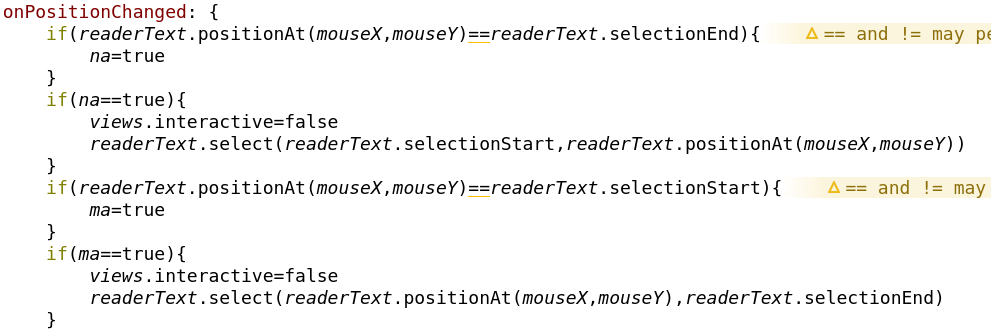 onPositionChanged: {
    if(readerText.positionAt(mouseX,mouseY)==readerText.selectionEnd){    ⚠ == and != may
        na=true
    }
    if(na==true){
        views.interactive=false
        readerText.select(readerText.selectionStart,readerText.positionAt(mouseX,mouseY))
    }
    if(readerText.positionAt(mouseX,mouseY)==readerText.selectionStart){    ⚠ == and != may
        ma=true
    }
    if(ma==true){
        views.interactive=false
        readerText.select(readerText.positionAt(mouseX,mouseY),readerText.selectionEnd)
    }